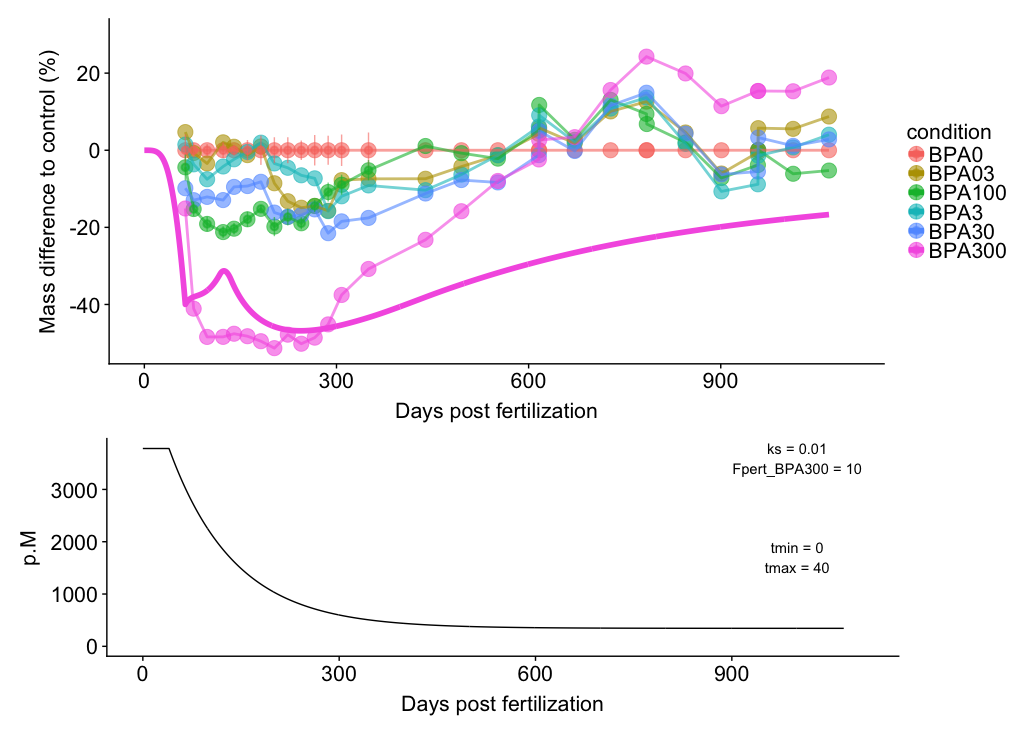 Mass difference to control (%)
20
0
-20
-40
0
300
600
900
Days post fertilization
condition
BPA0
BPA03
BPA100
BPA3
BPA30
BPA300
p.M
3000
2000
1000
0
ks = 0.01
Fpert_BPA300 = 10
tmin = 0
tmax = 40
0
300
600
900
Days post fertilization